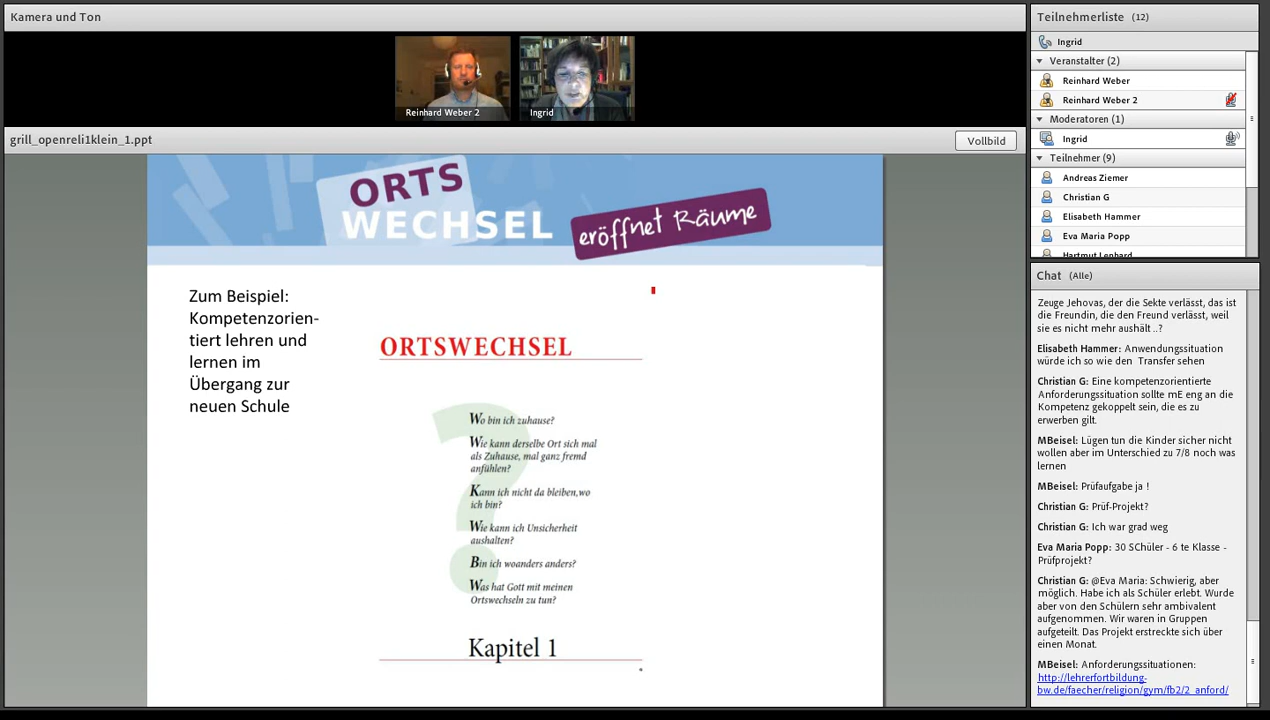 Kamera und Ton
Reinhard Weber 2
Ingrid
grill_openreli1klein_1.ppt
Vollbild
ORTS
WECHSEL
eröffnet Räume
Zum Beispiel:
Kompetenzorien-
tiert lehren und
lernen im
Übergang zur
neuen Schule
ORTSWECHSEL
?
Wo bin ich zuhause?
Wie kann derselbe Ort sich mal
als Zuhause, mal ganz fremd
anfühlen?
Kann ich nicht da bleiben,wo
ich bin?
Wie kann ich Unsicherheit
aushalten?
Bin ich woanders anders?
Was hat Gott mit meinen
Ortswechseln zu tun?
Kapitel 1
Teilnehmerliste (12)
Ingrid
Veranstalter (2)
Reinhard Weber
Reinhard Weber 2
Moderatoren (1)
Ingrid
Teilnehmer (9)
Andreas Ziemer
Christian G
Elisabeth Hammer
Eva Maria Popp
Hartmut Lenhard
Chat (Alle)
Zeuge Jehovas, der die Sekte verlässt, das ist
die Freundin, die den Freund verlässt, weil
sie es nicht mehr aushält ..?
Elisabeth Hammer: Anwendungssituation
würde ich so wie den Transfer sehen
Christian G: Eine kompetenzorientierte
Anforderungssituation sollte mE eng an die
Kompetenz gekoppelt sein, die es zu
erwerben gilt.
MBeisel: Lügen tun die Kinder sicher nicht
wollen aber im Unterschied zu 7/8 noch was
lernen
MBeisel: Prüfaufgabe ja !
Christian G: Prüf-Projekt?
Christian G: Ich war grad weg
Eva Maria Popp: 30 SChüler - 6 te Klasse -
Prüfprojekt?
Christian G: @Eva Maria: Schwierig, aber
möglich. Habe ich als Schüler erlebt. Wurde
aber von den Schülern sehr ambivalent
aufgenommen. Wir waren in Gruppen
aufgeteilt. Das Projekt erstreckte sich über
einen Monat.
MBeisel: Anforderungssituationen:
http://lehrerfortbildung-
bw.de/faecher/religion/gym/fb2/2_anford/